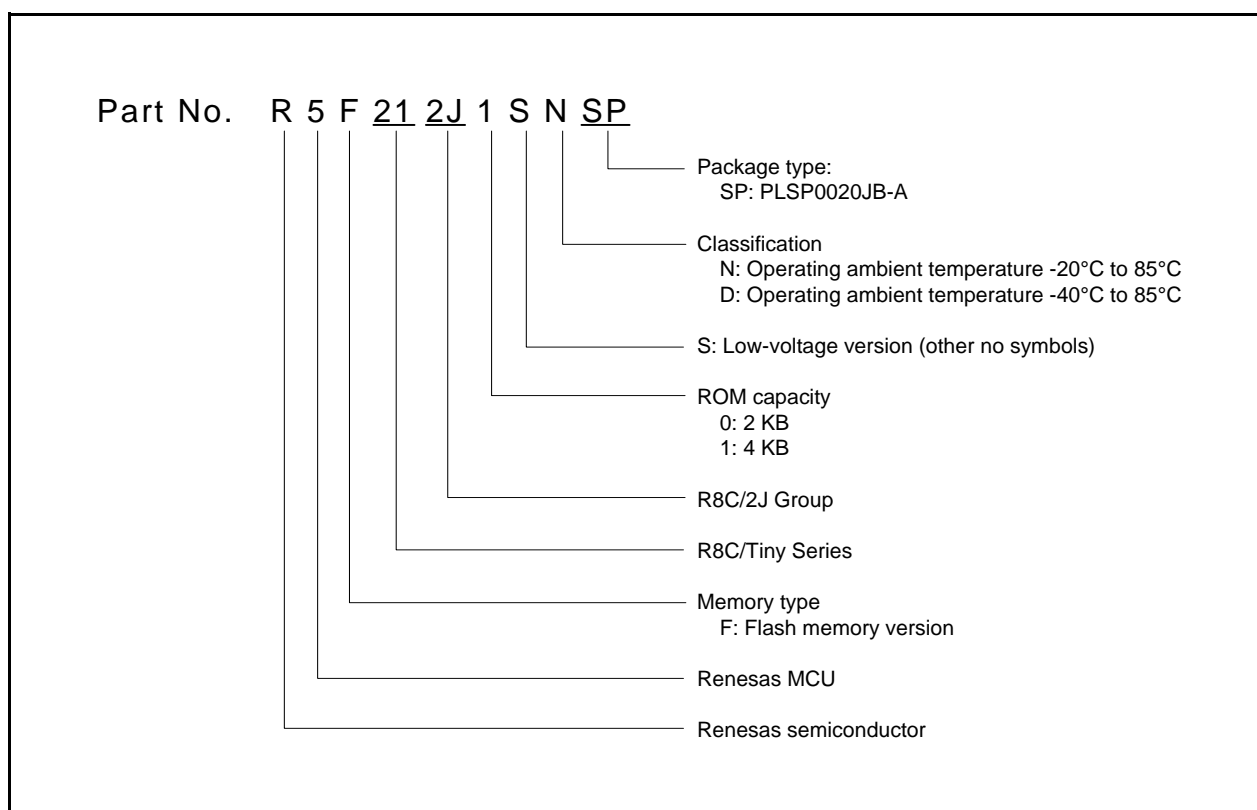 Part No. R 5 F 21 2J 1 S N SP
Package type:
SP: PLSP0020JB-A
Classification
N: Operating ambient temperature -20°C to 85°C
D: Operating ambient temperature -40°C to 85°C
S: Low-voltage version (other no symbols)
ROM capacity
0: 2 KB
1: 4 KB
R8C/2J Group
R8C/Tiny Series
Memory type
F: Flash memory version
Renesas MCU
Renesas semiconductor